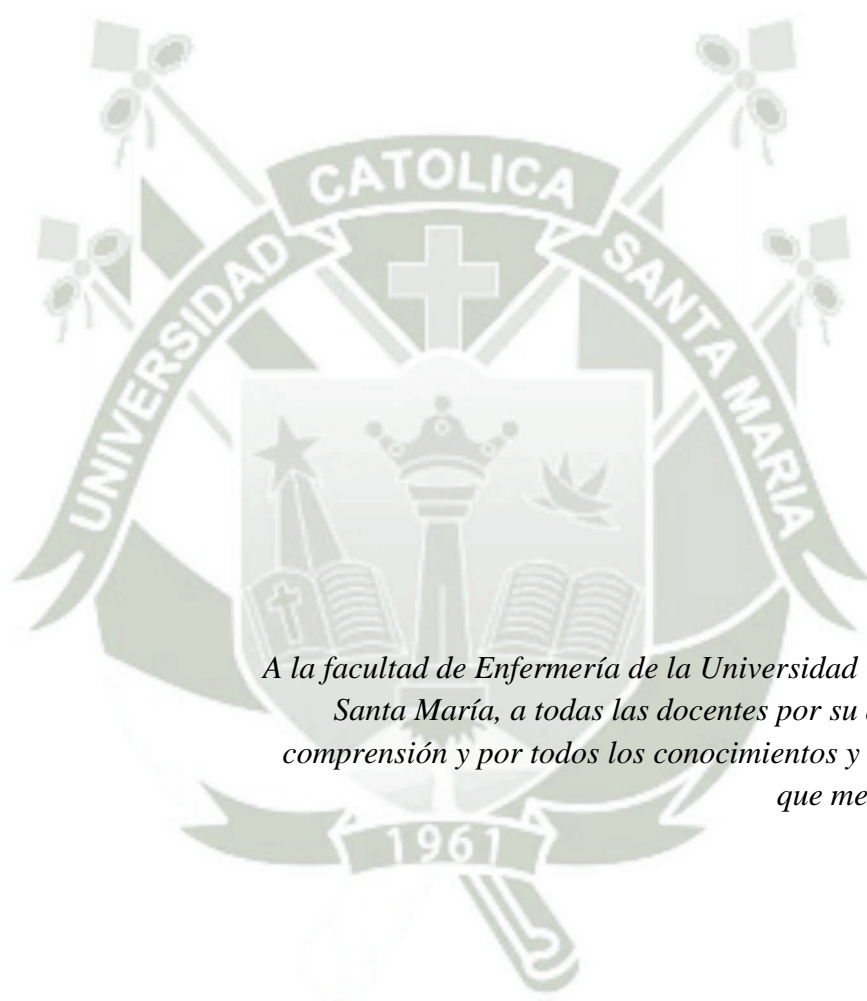 CATOLICA
UNIVERSIDAD
SANTA MARIA
A la facultad de Enfermería de la Universidad
Santa María, a todas las docentes por su
comprensión y por todos los conocimientos y
que me
1961